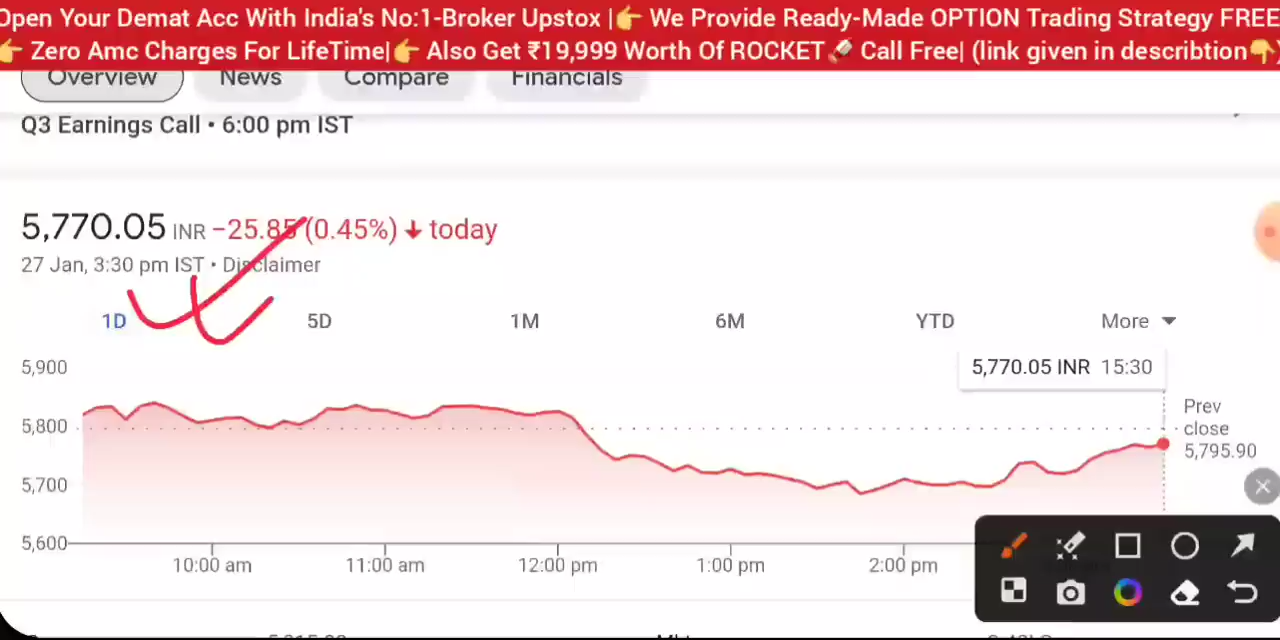 Open Your Demat Acc With India's No:1-Broker Upstox |👉 We Provide Ready-Made OPTION Trading Strategy FREE
👉 Zero Amc Charges For LifeTime|👉 Also Get ₹19,999 Worth Of ROCKET🚀 Call Free| (link given in describtion👇)
Overview News Compare Financials
Q3 Earnings Call • 6:00 pm IST
5,770.05 INR −25.85 (0.45%) ↓ today
27 Jan, 3:30 pm IST • Disclaimer
1D 5D 1M 6M YTD More
5,900
5,770.05 INR 15:30
5,800
Prev
close
5,795.90
5,700
5,600
10:00 am 11:00 am 12:00 pm 1:00 pm 2:00 pm